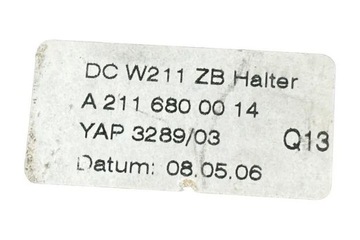 DC W211 ZB Halter
A 211 680 00 14
YAP 3289/03 Q13
Datum: 08.05.06